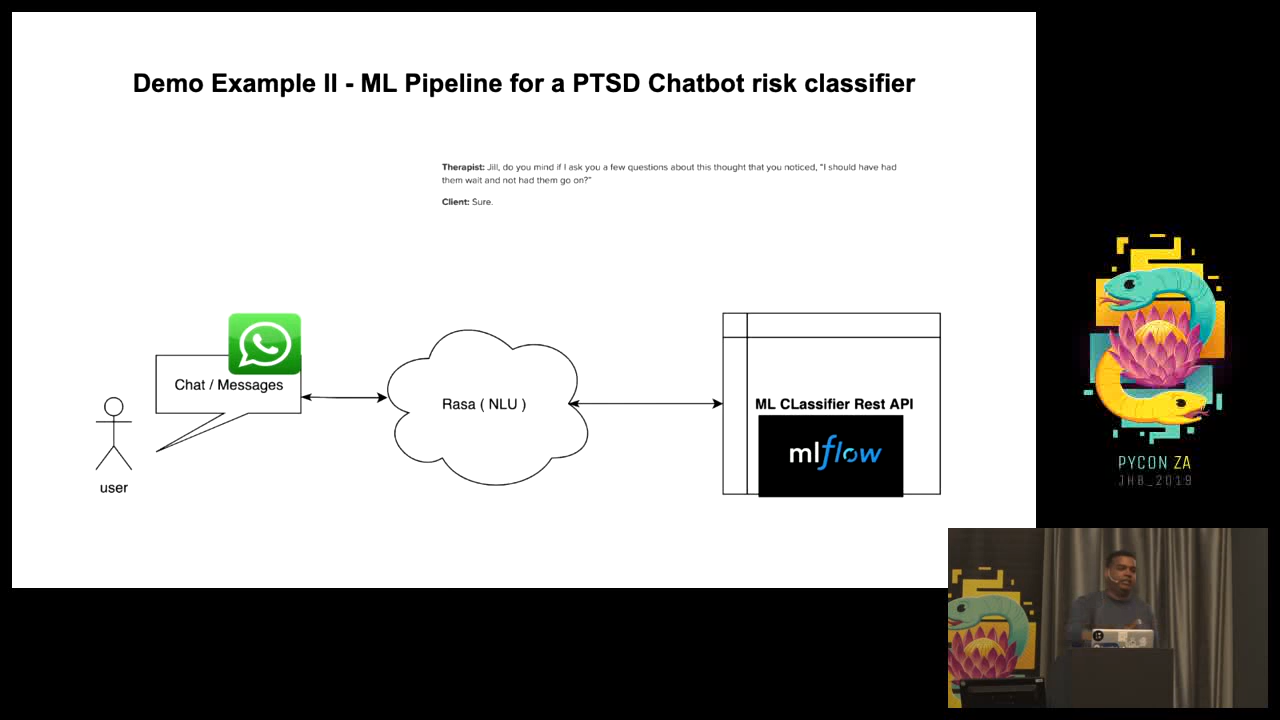 Demo Example II - ML Pipeline for a PTSD Chatbot risk classifier
Therapist: Jill, do you mind if I ask you a few questions about this thought that you noticed, “I should have had
them wait and not had them go on?”
Client: Sure.
Chat / Messages
Rasa ( NLU )
ML CLassifier Rest API
mlflow
user
PYCON ZA
JHB_2019